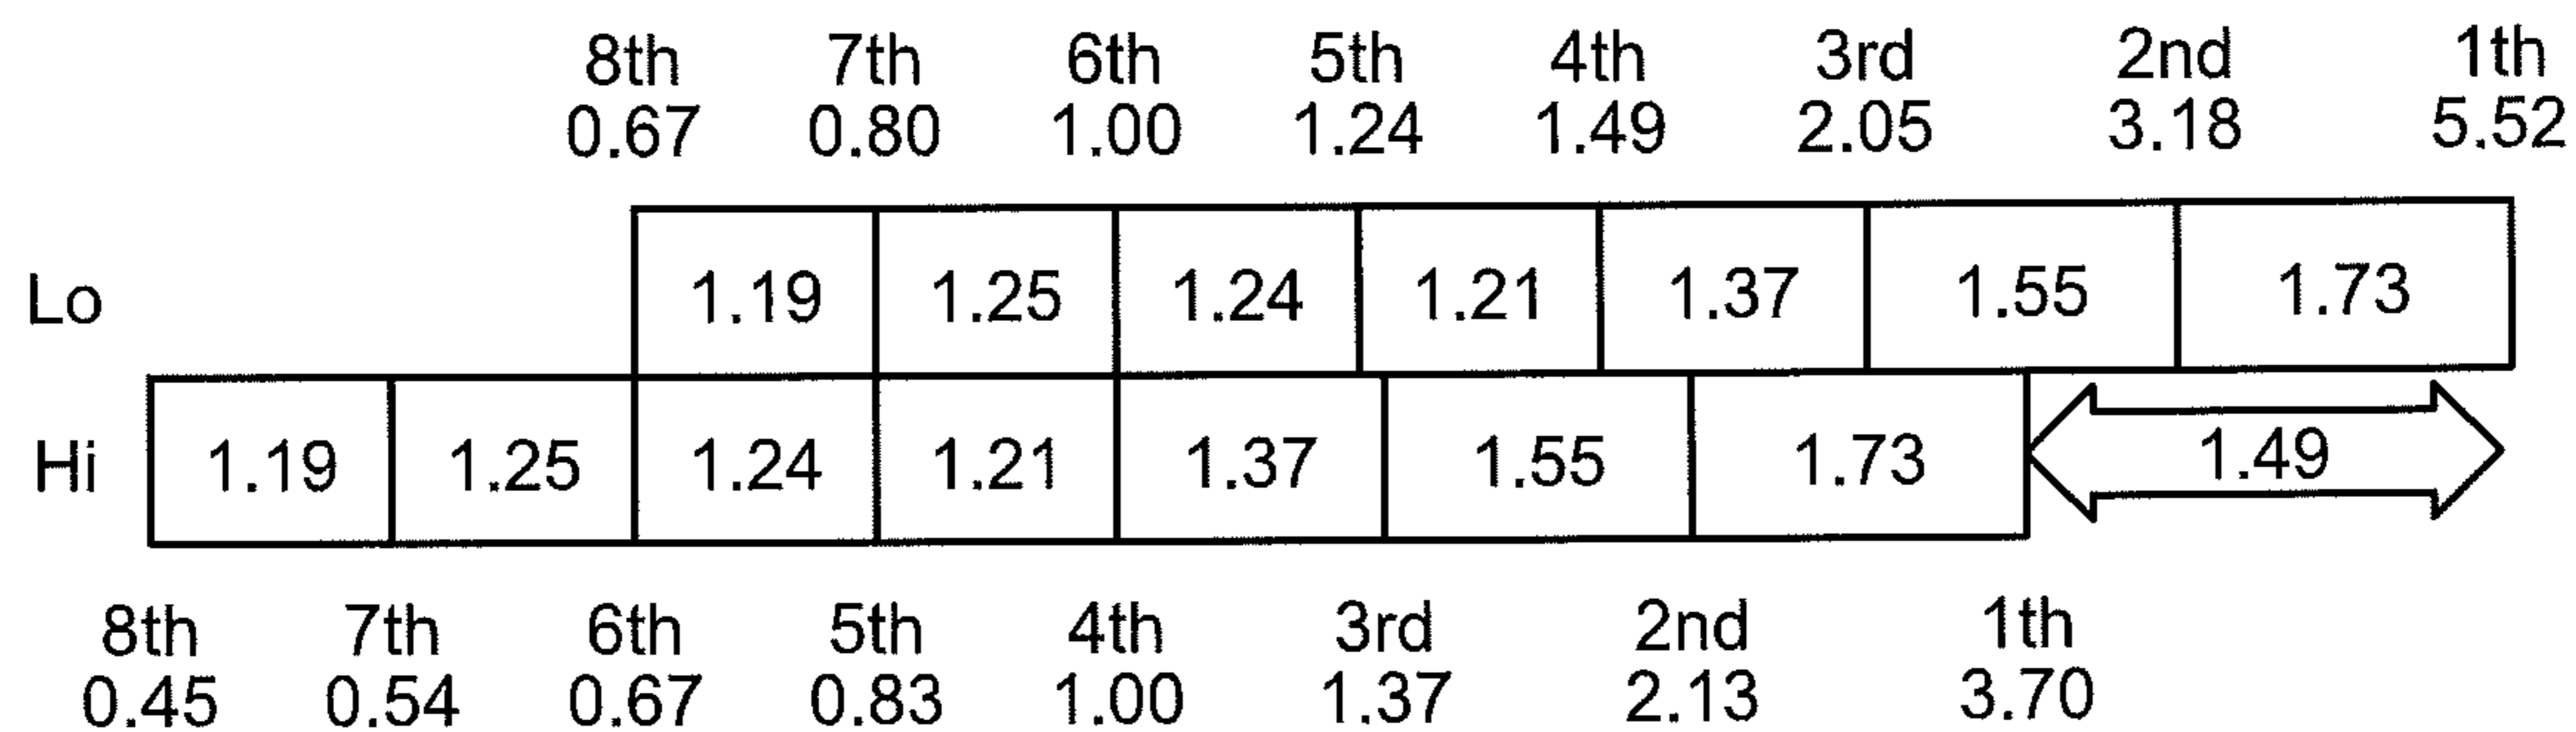 8th 7th 6th 5th 4th 3rd 2nd 1th
0.67 0.80 1.00 1.24 1.49 2.05 3.18 5.52
Lo 1.19 1.25 1.24 1.21 1.37 1.55 1.73
Hi 1.19 1.25 1.24 1.21 1.37 1.55 1.73 1.49
8th 7th 6th 5th 4th 3rd 2nd 1th
0.45 0.54 0.67 0.83 1.00 1.37 2.13 3.70